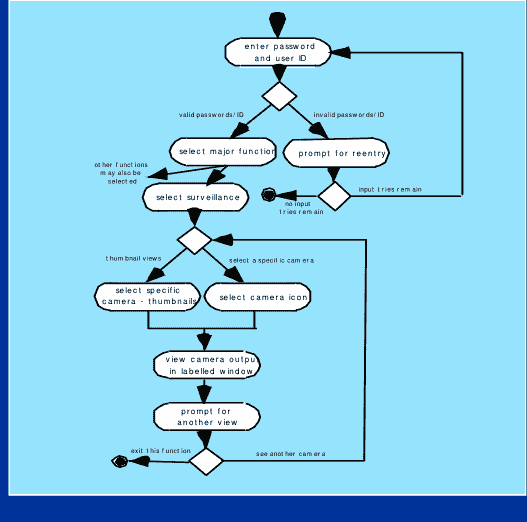 enter password
and user ID
valid passwords/ID
invalid passwords/ID
select major function
prompt for reentry
other functions
may also be
selected
input tries remain
select surveillance
no input
tries remain
thumbnail views
select a specific camera
select specific
camera - thumbnails
select camera icon
view camera outpu
in labelled window
prompt for
another view
exit this function
see another camera